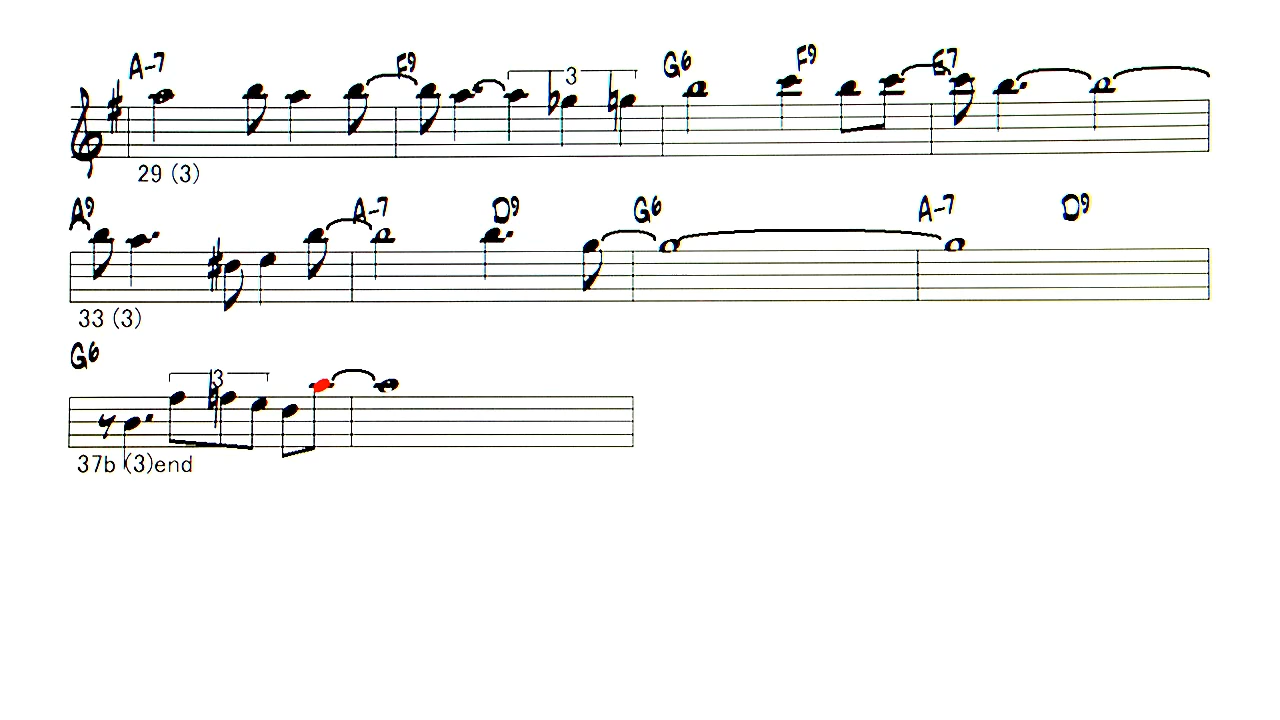 A-7 F9 3 G6 F9 E7
29 (3)
A9 A-7 D9 G6 A-7 D9
33 (3)
G6
3
37b (3)end